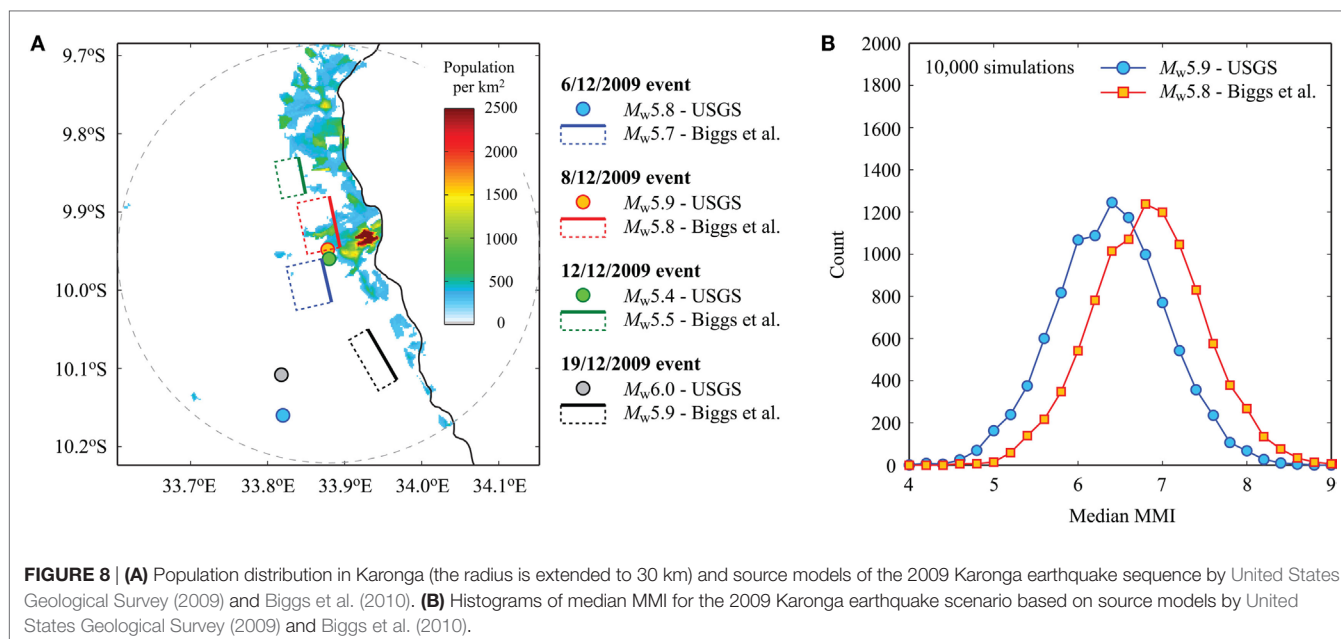 A
9.7°S
9.8°S
9.9°S
10.0°S
10.1°S
10.2°S
33.7°E 33.8°E 33.9°E 34.0°E 34.1°E
Population
per km²
2500
2000
1500
1000
500
0
6/12/2009 event
Mw5.8 - USGS
Mw5.7 - Biggs et al.
8/12/2009 event
Mw5.9 - USGS
Mw5.8 - Biggs et al.
12/12/2009 event
Mw5.4 - USGS
Mw5.5 - Biggs et al.
19/12/2009 event
Mw6.0 - USGS
Mw5.9 - Biggs et al.
B
2000
1800
1600
1400
1200
1000
800
600
400
200
0
Count
10,000 simulations
Mw5.9 - USGS
Mw5.8 - Biggs et al.
4 5 6 7 8 9
Median MMI
FIGURE 8 | (A) Population distribution in Karonga (the radius is extended to 30 km) and source models of the 2009 Karonga earthquake sequence by United States
Geological Survey (2009) and Biggs et al. (2010). (B) Histograms of median MMI for the 2009 Karonga earthquake scenario based on source models by United
States Geological Survey (2009) and Biggs et al. (2010).